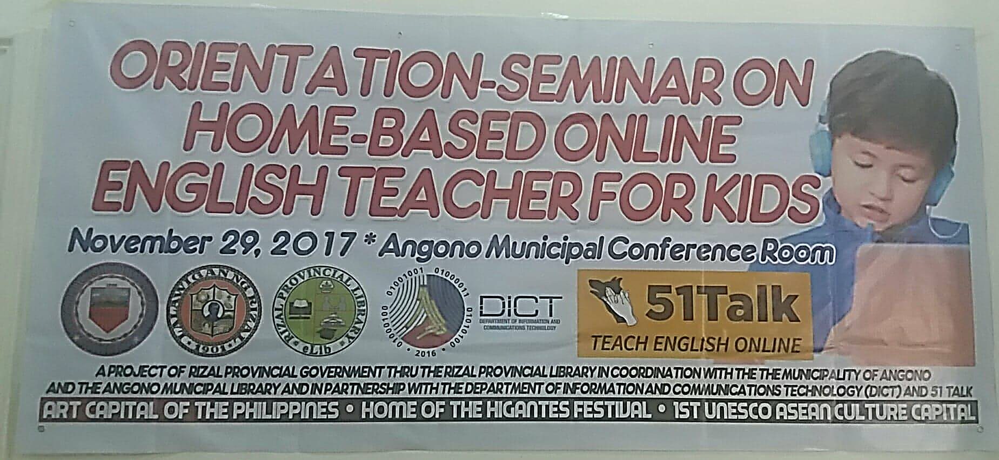 ORIENTATION-SEMINAR ON
HOME-BASED ONLINE
ENGLISH TEACHER FOR KIDS
November 29, 2017 * Angono Municipal Conference Room
LALAWIGAN NG RIZAL
1901
RIZAL PROVINCIAL LIBRARY
eLib
01001001 01000011 01010100 01000100
2016
DiCT
DEPARTMENT OF INFORMATION AND
COMMUNICATIONS TECHNOLOGY
51Talk
TEACH ENGLISH ONLINE
A PROJECT OF RIZAL PROVINCIAL GOVERNMENT THRU THE RIZAL PROVINCIAL LIBRARY IN COORDINATION WITH THE THE MUNICIPALITY OF ANGONO
AND THE ANGONO MUNICIPAL LIBRARY AND IN PARTNERSHIP WITH THE DEPARTMENT OF INFORMATION AND COMMUNICATIONS TECHNOLOGY (DICT) AND 51 TALK
ART CAPITAL OF THE PHILIPPINES • HOME OF THE HIGANTES FESTIVAL • 1ST UNESCO ASEAN CULTURE CAPITAL